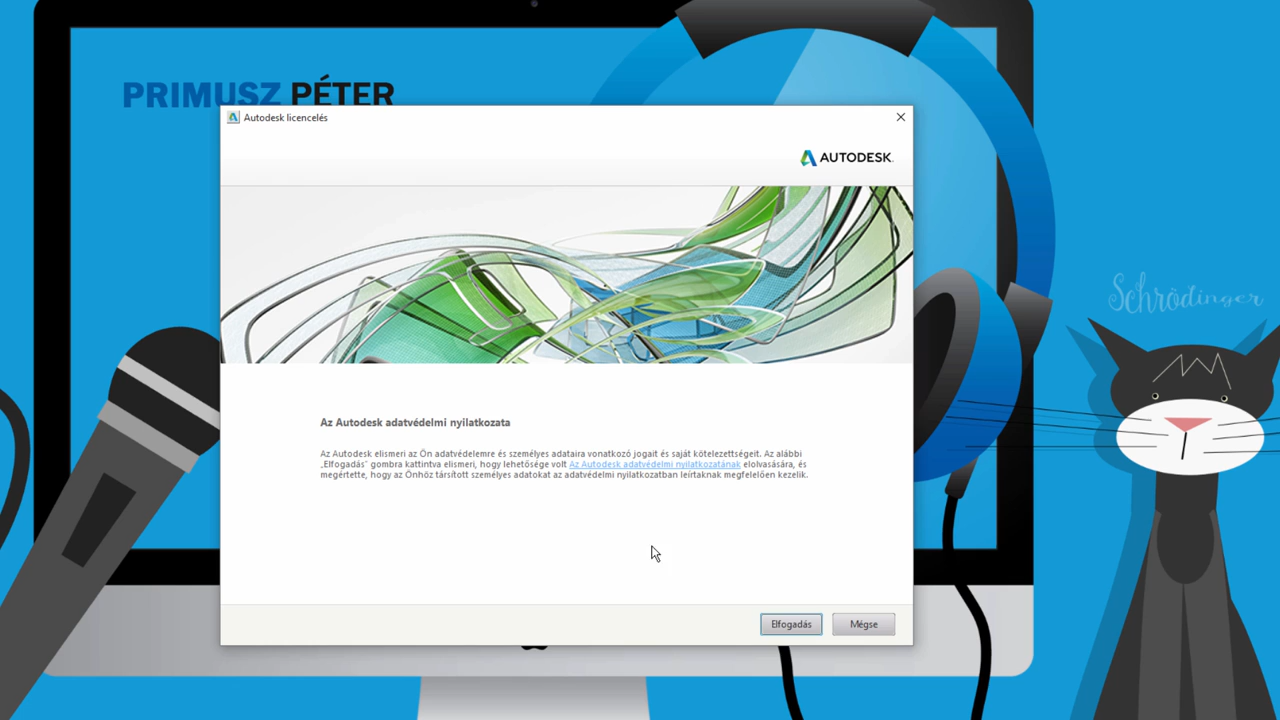 PRIMUSZ PÉTER
Autodesk licencelés
AUTODESK.
Schrödinger
Az Autodesk adatvédelmi nyilatkozata
Az Autodesk elismeri az Ön adatvédelemre és személyes adataira vonatkozó jogait és saját kötelezettségeit. Az alábbi
„Elfogadás” gombra kattintva elismeri, hogy lehetősége volt Az Autodesk adatvédelmi nyilatkozatának elolvasására, és
megértette, hogy az Önhöz társított személyes adatokat az adatvédelmi nyilatkozatban leírtaknak megfelelően kezelik.
Elfogadás
Mégse